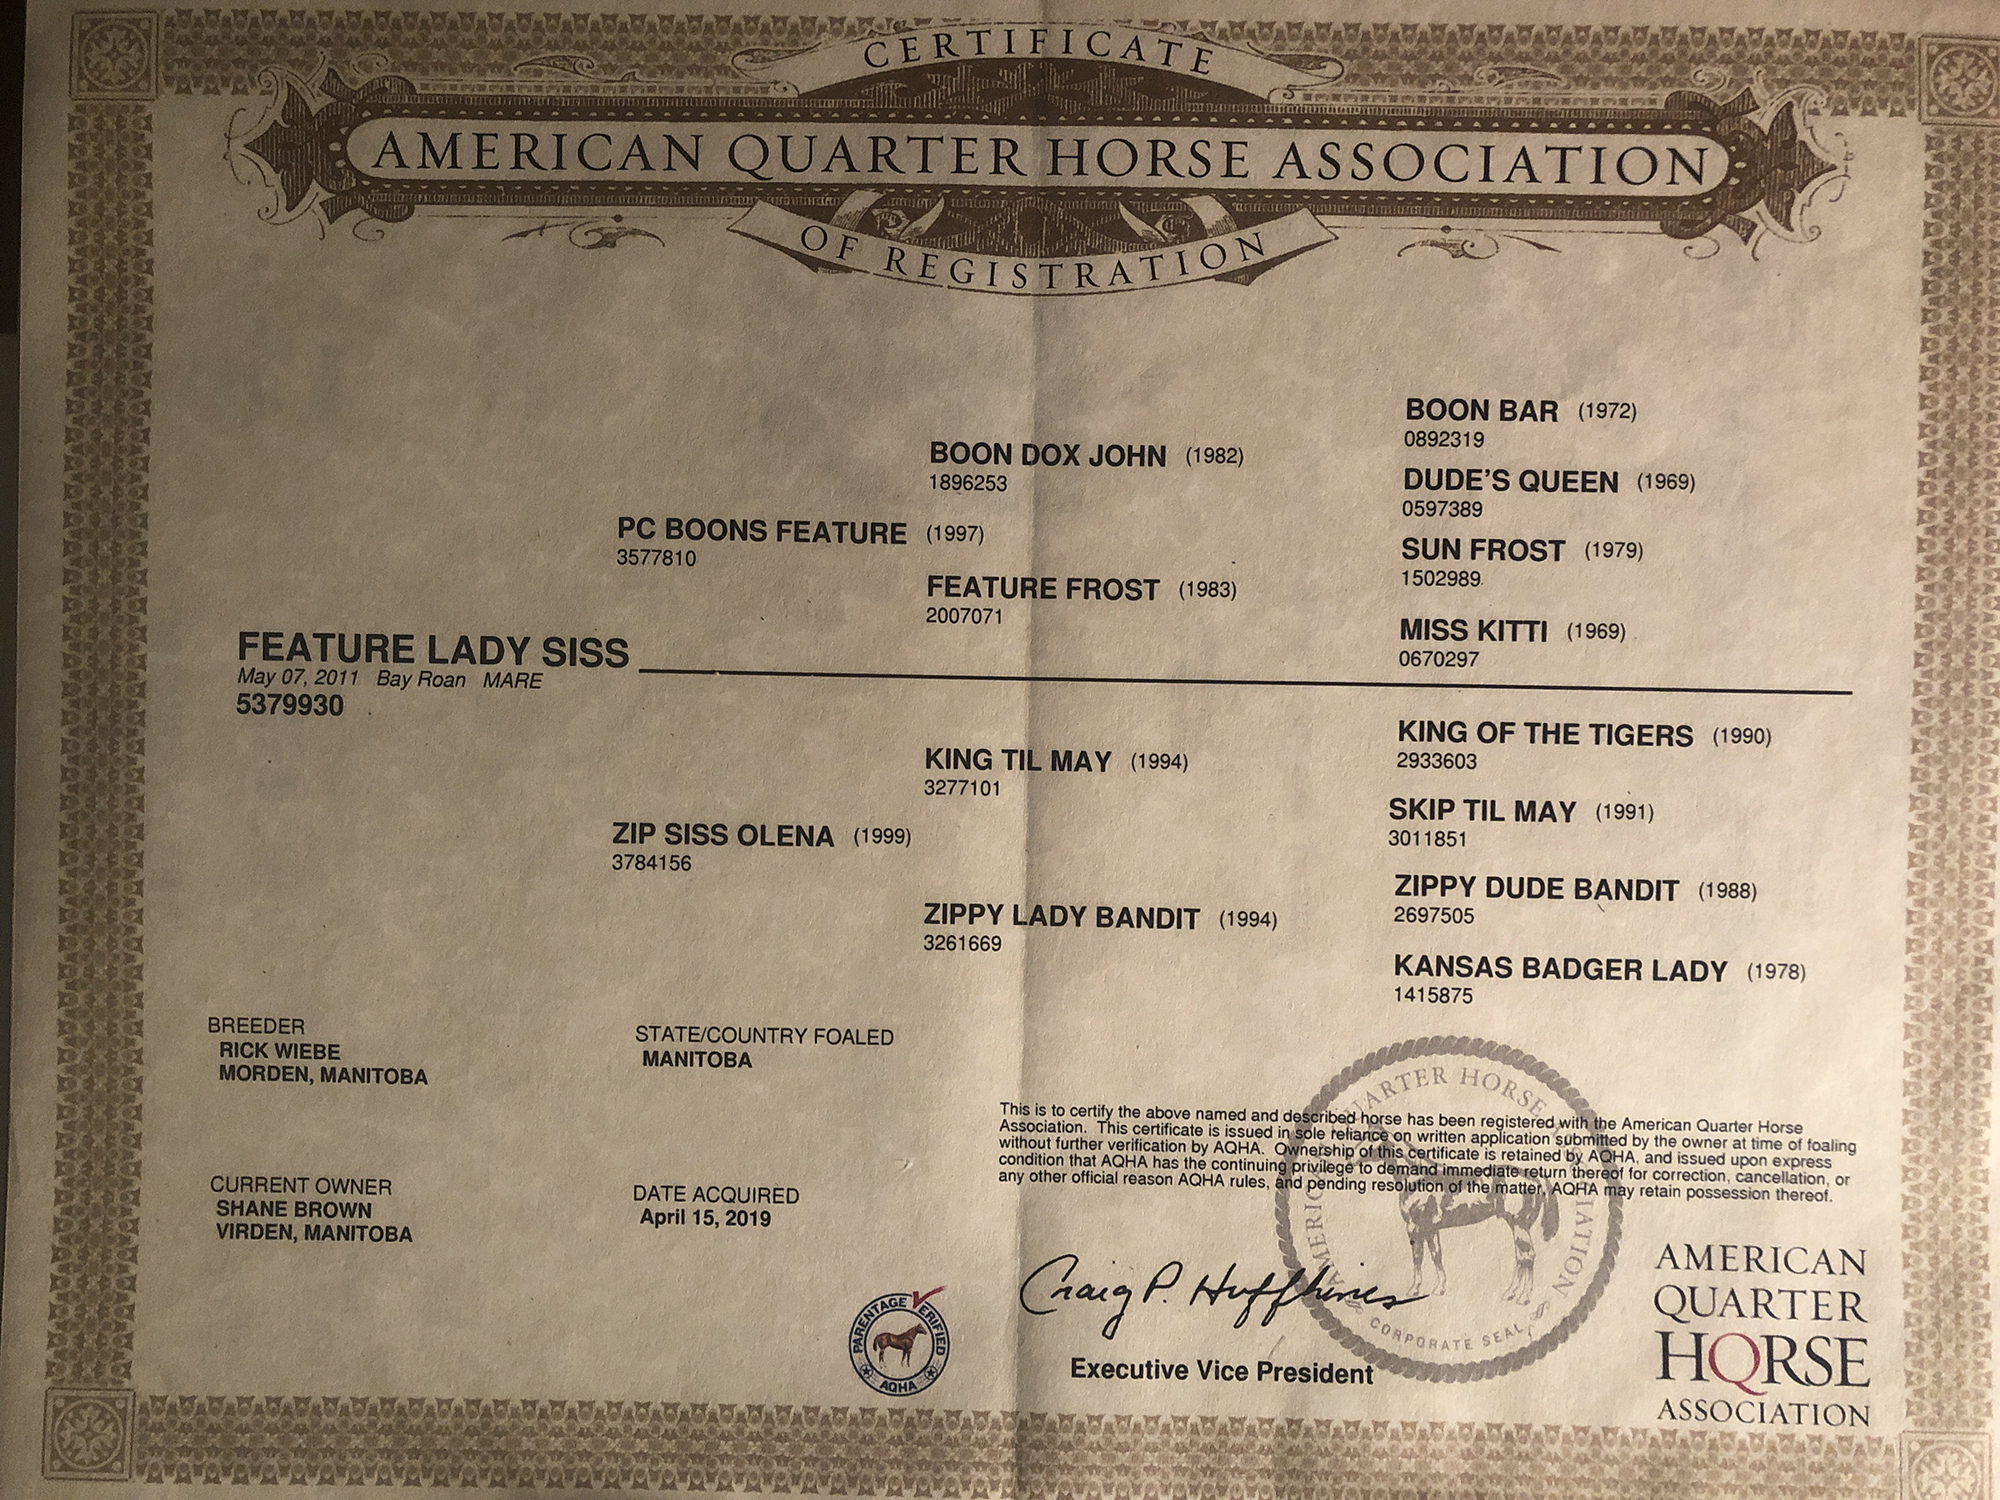 CERTIFICATE
AMERICAN QUARTER HORSE ASSOCIATION
OF REGISTRATION
BOON BAR (1972)
0892319
BOON DOX JOHN (1982)
1896253
DUDE'S QUEEN (1969)
0597389
PC BOONS FEATURE (1997)
3577810
SUN FROST (1979)
1502989
FEATURE FROST (1983)
2007071
MISS KITTI (1969)
0670297
FEATURE LADY SISS
May 07, 2011 Bay Roan MARE
5379930
KING OF THE TIGERS (1990)
2933603
KING TIL MAY (1994)
3277101
SKIP TIL MAY (1991)
3011851
ZIP SISS OLENA (1999)
3784156
ZIPPY DUDE BANDIT (1988)
2697505
ZIPPY LADY BANDIT (1994)
3261669
KANSAS BADGER LADY (1978)
1415875
BREEDER
RICK WIEBE
MORDEN, MANITOBA
STATE/COUNTRY FOALED
MANITOBA
This is to certify the above named and described horse has been registered with the American Quarter Horse
Association. This certificate is issued in sole reliance on written application submitted by the owner at time of foaling
without further verification by AQHA. Ownership of this certificate is retained by AQHA, and issued upon express
condition that AQHA has the continuing privilege to demand immediate return thereof for correction, cancellation, or
any other official reason AQHA rules, and pending resolution of the matter, AQHA may retain possession thereof.
CURRENT OWNER
SHANE BROWN
VIRDEN, MANITOBA
DATE ACQUIRED
April 15, 2019
PARENTAGE VERIFIED
AQHA
Craig P. Huffhines
Executive Vice President
AMERICAN QUARTER HORSE ASSOCIATION
CORPORATE SEAL
AMERICAN
QUARTER
HORSE
ASSOCIATION